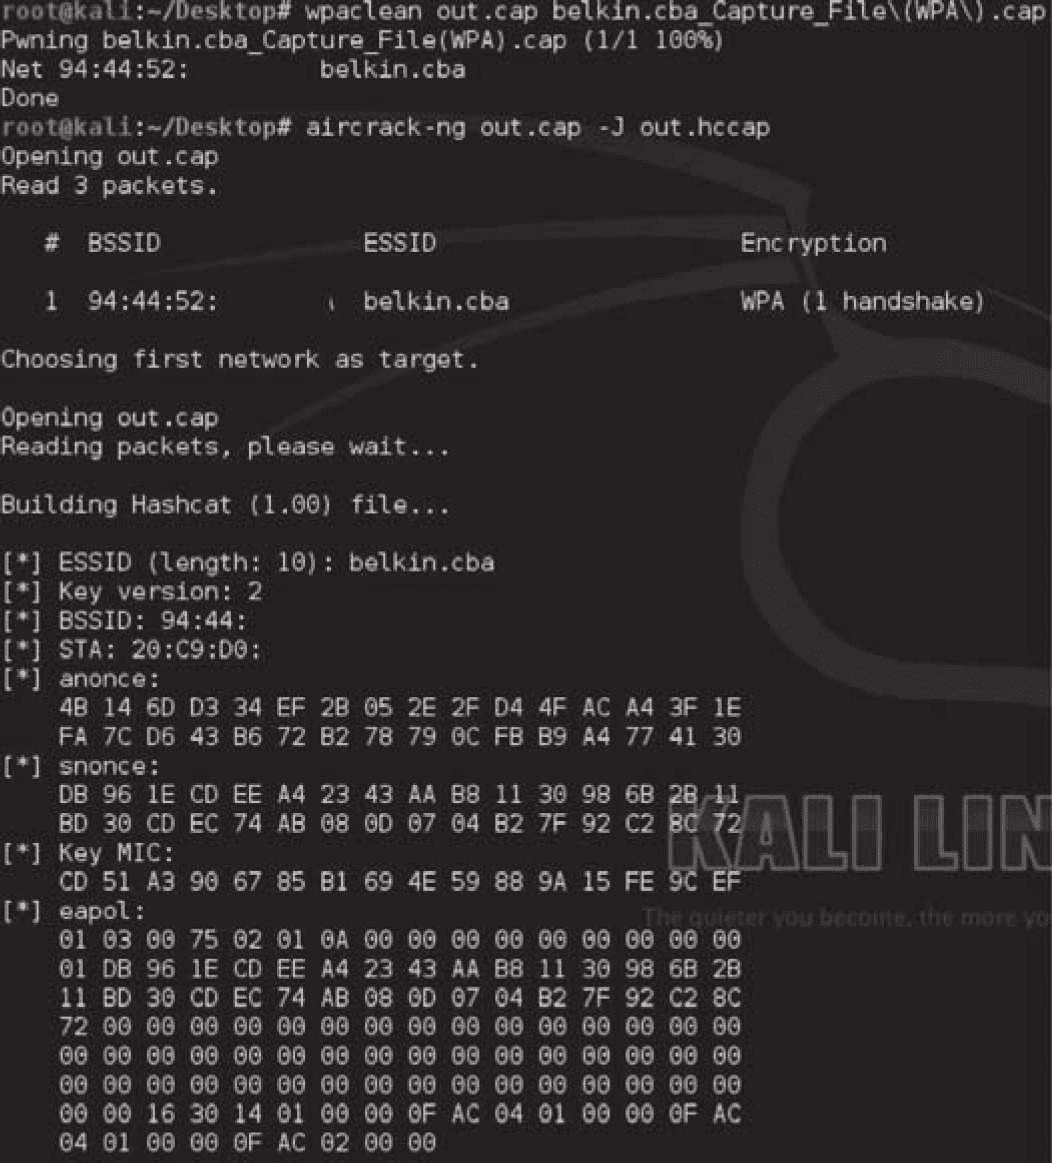 root@kali:~/Desktop# wpaclean out.cap belkin.cba_Capture_File\(WPA\).cap
Pwning belkin.cba_Capture_File(WPA).cap (1/1 100%)
Net 94:44:52: belkin.cba
Done
root@kali:~/Desktop# aircrack-ng out.cap -J out.hccap
Opening out.cap
Read 3 packets.
# BSSID ESSID Encryption
1 94:44:52: belkin.cba WPA (1 handshake)
Choosing first network as target.
Opening out.cap
Reading packets, please wait...
Building Hashcat (1.00) file...
[*] ESSID (length: 10): belkin.cba
[*] Key version: 2
[*] BSSID: 94:44:
[*] STA: 20:C9:D0:
[*] anonce:
4B 14 6D D3 34 EF 2B 05 2E 2F D4 4F AC A4 3F 1E
FA 7C D6 43 B6 72 B2 78 79 0C FB B9 A4 77 41 30
[*] snonce:
DB 96 1E CD EE A4 23 43 AA B8 11 30 98 6B 2B 11
BD 30 CD EC 74 AB 08 0D 07 04 B2 7F 92 C2 8C 72
[*] Key MIC:
CD 51 A3 90 67 85 B1 69 4E 59 88 9A 15 FE 9C EF
[*] eapol:
01 03 00 75 02 01 0A 00 00 00 00 00 00 00 00 00
01 DB 96 1E CD EE A4 23 43 AA B8 11 30 98 6B 2B
11 BD 30 CD EC 74 AB 08 0D 07 04 B2 7F 92 C2 8C
72 00 00 00 00 00 00 00 00 00 00 00 00 00 00 00
00 00 00 00 00 00 00 00 00 00 00 00 00 00 00 00
00 00 00 00 00 00 00 00 00 00 00 00 00 00 00 00
00 00 16 30 14 01 00 00 0F AC 04 01 00 00 0F AC
04 01 00 00 0F AC 02 00 00
KALI LIN
The quieter you become, the more yo